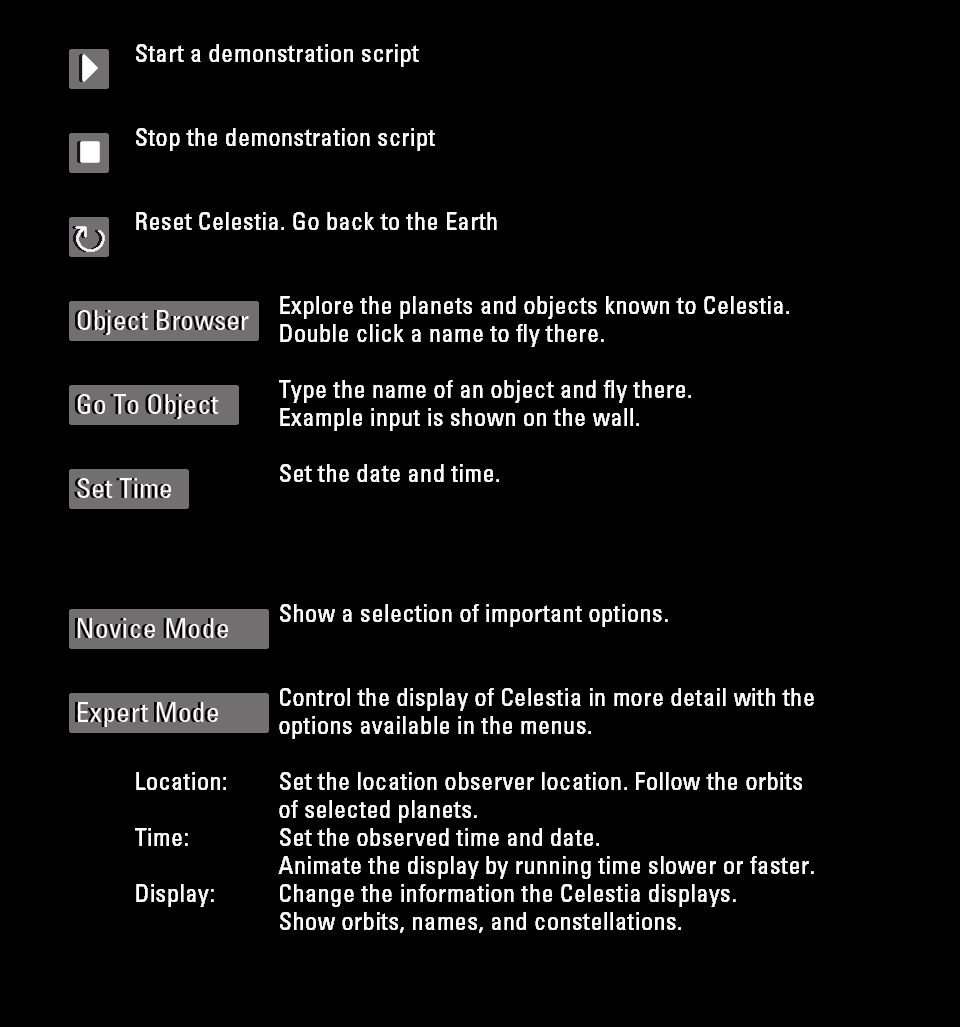 Start a demonstration script
Stop the demonstration script
Reset Celestia. Go back to the Earth
Object Browser
Explore the planets and objects known to Celestia.
Double click a name to fly there.
Go To Object
Type the name of an object and fly there.
Example input is shown on the wall.
Set Time
Set the date and time.
Novice Mode
Show a selection of important options.
Expert Mode
Control the display of Celestia in more detail with the
options available in the menus.
Location: Set the location observer location. Follow the orbits
of selected planets.
Time: Set the observed time and date.
Animate the display by running time slower or faster.
Display: Change the information the Celestia displays.
Show orbits, names, and constellations.